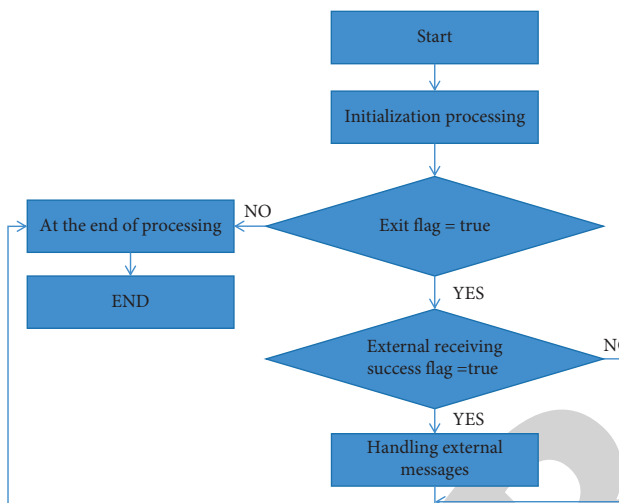 Start
Initialization processing
Exit flag = true
NO
At the end of processing
END
YES
External receiving
success flag =true
NO
YES
Handling external
messages